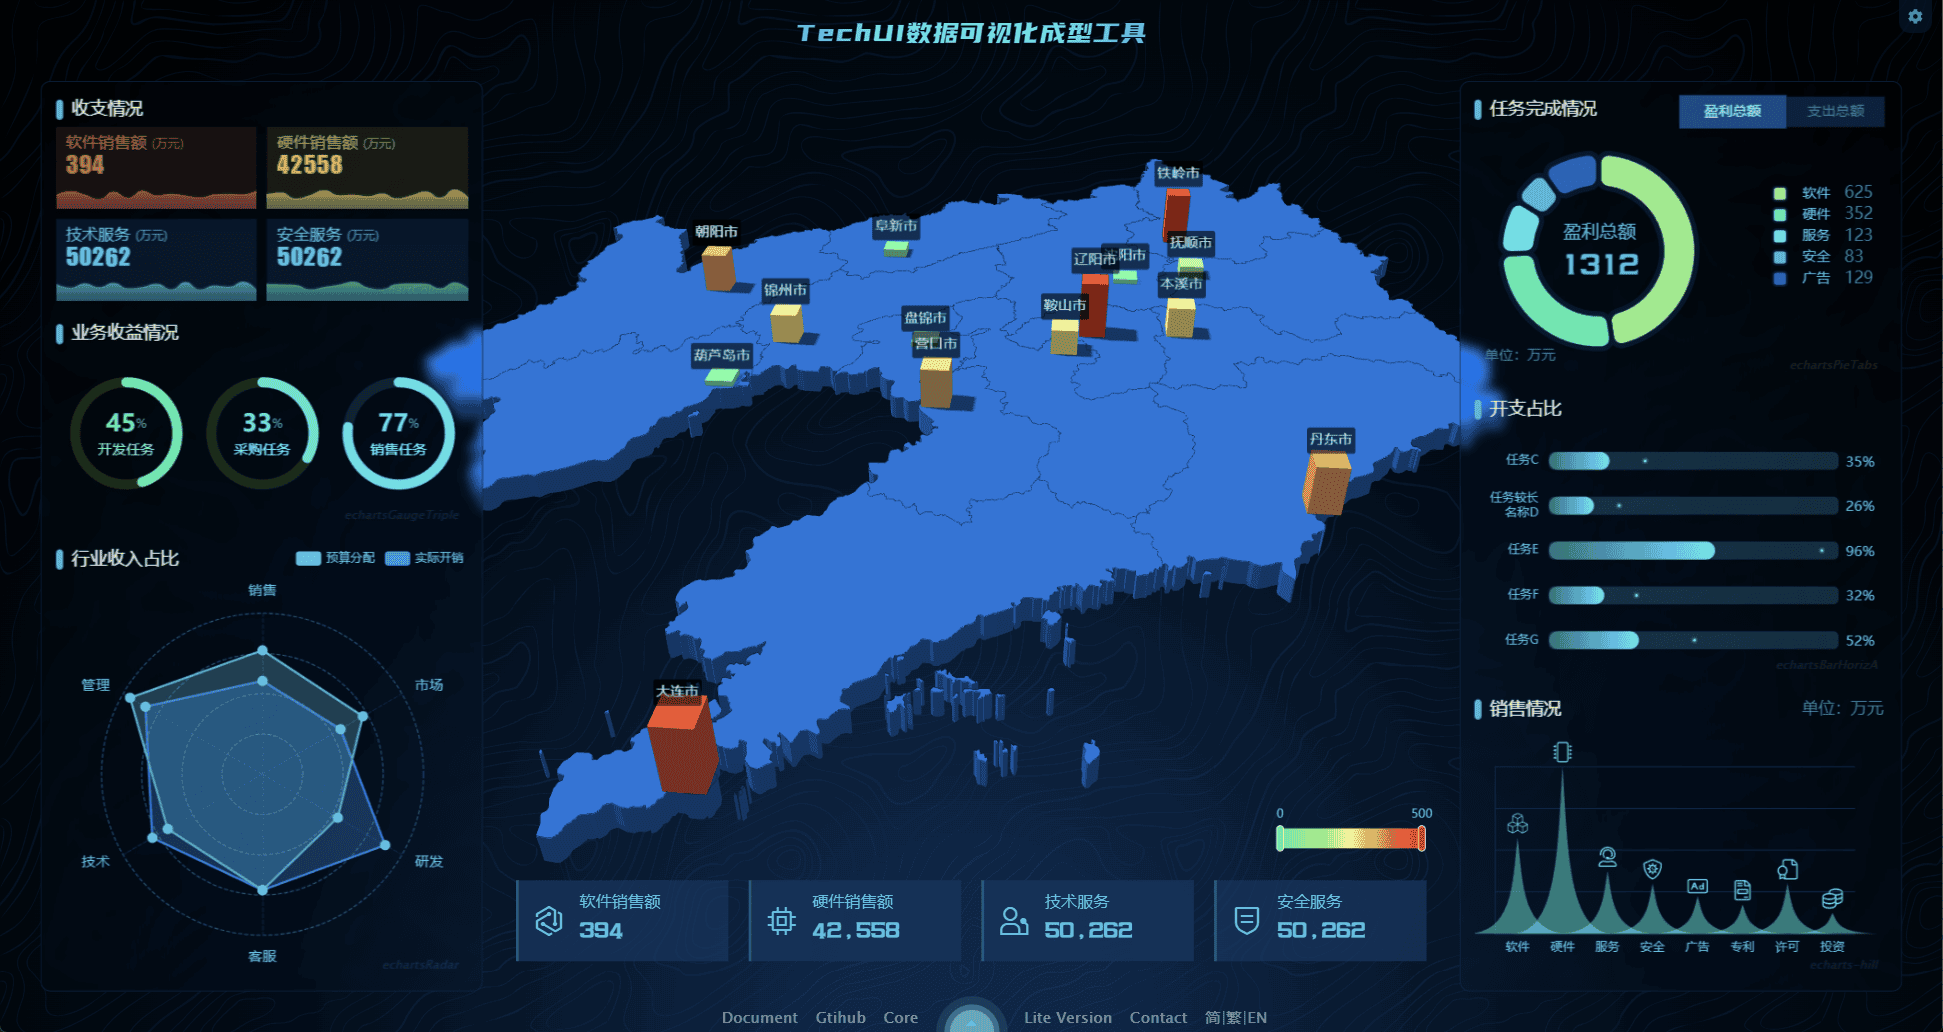 TechUI数据可视化成型工具
收支情况
软件销售额 (万元)
394
硬件销售额 (万元)
42558
技术服务 (万元)
50262
安全服务 (万元)
50262
业务收益情况
45%
开发任务
33%
采购任务
77%
销售任务
echartsGaugeTriple
行业收入占比
预算分配
实际开销
销售
管理
市场
技术
研发
客服
echartsRadar
铁岭市
朝阳市
阜新市
抚顺市
辽阳市
阳市
本溪市
锦州市
鞍山市
盘锦市
营口市
葫芦岛市
丹东市
大连市
0
500
软件销售额
394
硬件销售额
42,558
技术服务
50,262
安全服务
50,262
任务完成情况
盈利总额
支出总额
盈利总额
1312
软件 625
硬件 352
服务 123
安全 83
广告 129
单位：万元
echartsPieTabs
开支占比
任务C
35%
任务较长
名称D
26%
任务E
96%
任务F
32%
任务G
52%
echartsBarHorizA
销售情况
单位：万元
Ad
软件
硬件
服务
安全
广告
专利
许可
投资
echarts-hill
Document Gtihub Core Lite Version Contact 简|繁|EN